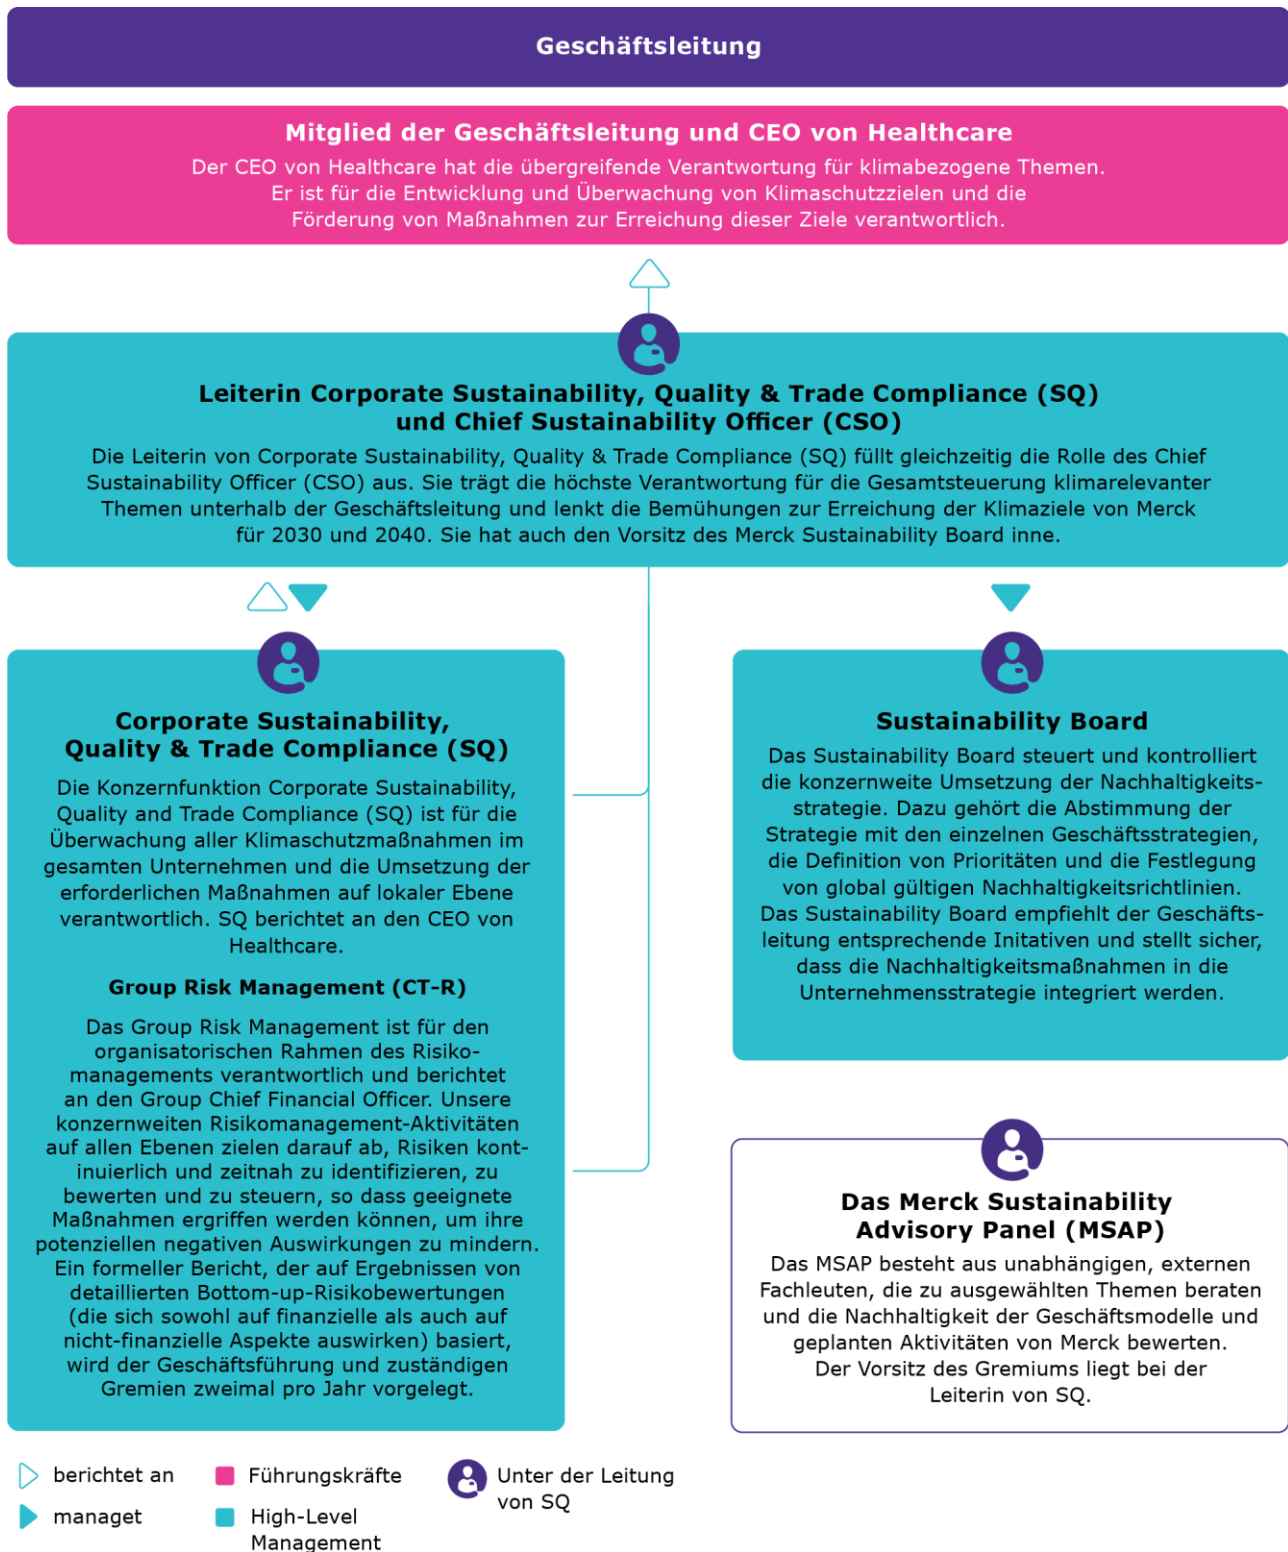 Geschäftsleitung
Mitglied der Geschäftsleitung und CEO von Healthcare
Der CEO von Healthcare hat die übergreifende Verantwortung für klimabezogene Themen.
Er ist für die Entwicklung und Überwachung von Klimaschutzzielen und die
Förderung von Maßnahmen zur Erreichung dieser Ziele verantwortlich.
Leiterin Corporate Sustainability, Quality & Trade Compliance (SQ)
und Chief Sustainability Officer (CSO)
Die Leiterin von Corporate Sustainability, Quality & Trade Compliance (SQ) füllt gleichzeitig die Rolle des Chief
Sustainability Officer (CSO) aus. Sie trägt die höchste Verantwortung für die Gesamtsteuerung klimarelevanter
Themen unterhalb der Geschäftsleitung und lenkt die Bemühungen zur Erreichung der Klimaziele von Merck
für 2030 und 2040. Sie hat auch den Vorsitz des Merck Sustainability Board inne.
Corporate Sustainability,
Quality & Trade Compliance (SQ)
Die Konzernfunktion Corporate Sustainability,
Quality and Trade Compliance (SQ) ist für die
Überwachung aller Klimaschutzmaßnahmen im
gesamten Unternehmen und die Umsetzung der
erforderlichen Maßnahmen auf lokaler Ebene
verantwortlich. SQ berichtet an den CEO von
Healthcare.
Group Risk Management (CT-R)
Das Group Risk Management ist für den
organisatorischen Rahmen des Risiko-
managements verantwortlich und berichtet
an den Group Chief Financial Officer. Unsere
konzernweiten Risikomanagement-Aktivitäten
auf allen Ebenen zielen darauf ab, Risiken kont-
inuierlich und zeitnah zu identifizieren, zu
bewerten und zu steuern, so dass geeignete
Maßnahmen ergriffen werden können, um ihre
potenziellen negativen Auswirkungen zu mindern.
Ein formeller Bericht, der auf Ergebnissen von
detaillierten Bottom-up-Risikobewertungen
(die sich sowohl auf finanzielle als auch auf
nicht-finanzielle Aspekte auswirken) basiert,
wird der Geschäftsführung und zuständigen
Gremien zweimal pro Jahr vorgelegt.
Sustainability Board
Das Sustainability Board steuert und kontrolliert
die konzernweite Umsetzung der Nachhaltigkeits-
strategie. Dazu gehört die Abstimmung der
Strategie mit den einzelnen Geschäftsstrategien,
die Definition von Prioritäten und die Festlegung
von global gültigen Nachhaltigkeitsrichtlinien.
Das Sustainability Board empfiehlt der Geschäfts-
leitung entsprechende Initativen und stellt sicher,
dass die Nachhaltigkeitsmaßnahmen in die
Unternehmensstrategie integriert werden.
Das Merck Sustainability
Advisory Panel (MSAP)
Das MSAP besteht aus unabhängigen, externen
Fachleuten, die zu ausgewählten Themen beraten
und die Nachhaltigkeit der Geschäftsmodelle und
geplanten Aktivitäten von Merck bewerten.
Der Vorsitz des Gremiums liegt bei der
Leiterin von SQ.
berichtet an
managet
Führungskräfte
High-Level
Management
Unter der Leitung
von SQ